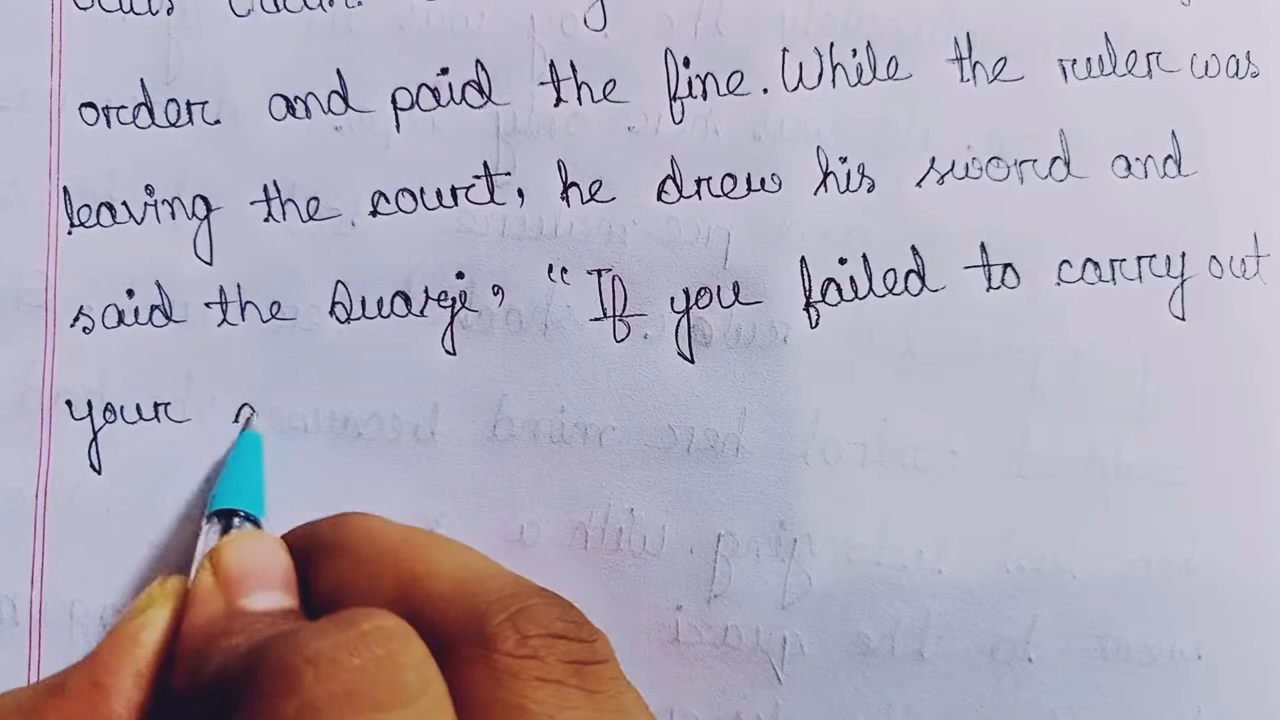 order and paid the fine. While the ruler was
leaving the court, he drew his sword and
said the Quargi, "If you failed to carry out
your